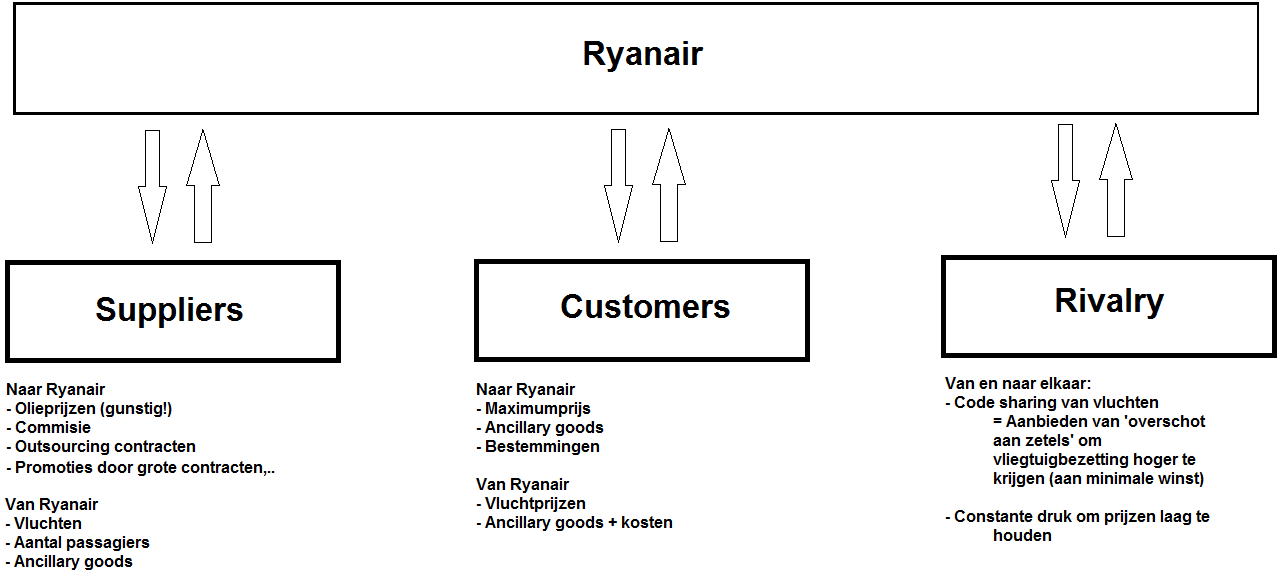 Ryanair
Suppliers
Naar Ryanair
- Olieprijzen (gunstig!)
- Commisie
- Outsourcing contracten
- Promoties door grote contracten,..
Van Ryanair
- Vluchten
- Aantal passagiers
- Ancillary goods
Customers
Naar Ryanair
- Maximumprijs
- Ancillary goods
- Bestemmingen
Van Ryanair
- Vluchtprijzen
- Ancillary goods + kosten
Rivalry
Van en naar elkaar:
- Code sharing van vluchten
= Aanbieden van 'overschot
aan zetels' om
vliegtuigbezetting hoger te
krijgen (aan minimale winst)
- Constante druk om prijzen laag te
houden